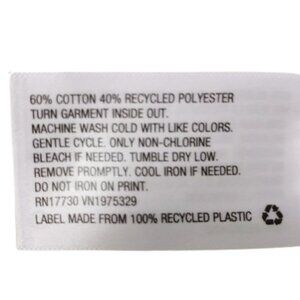 60% COTTON 40% RECYCLED POLYESTER
TURN GARMENT INSIDE OUT.
MACHINE WASH COLD WITH LIKE COLORS.
GENTLE CYCLE. ONLY NON-CHLORINE
BLEACH IF NEEDED. TUMBLE DRY LOW.
REMOVE PROMPTLY. COOL IRON IF NEEDED.
DO NOT IRON ON PRINT.
RN17730 VN1975329
LABEL MADE FROM 100% RECYCLED PLASTIC